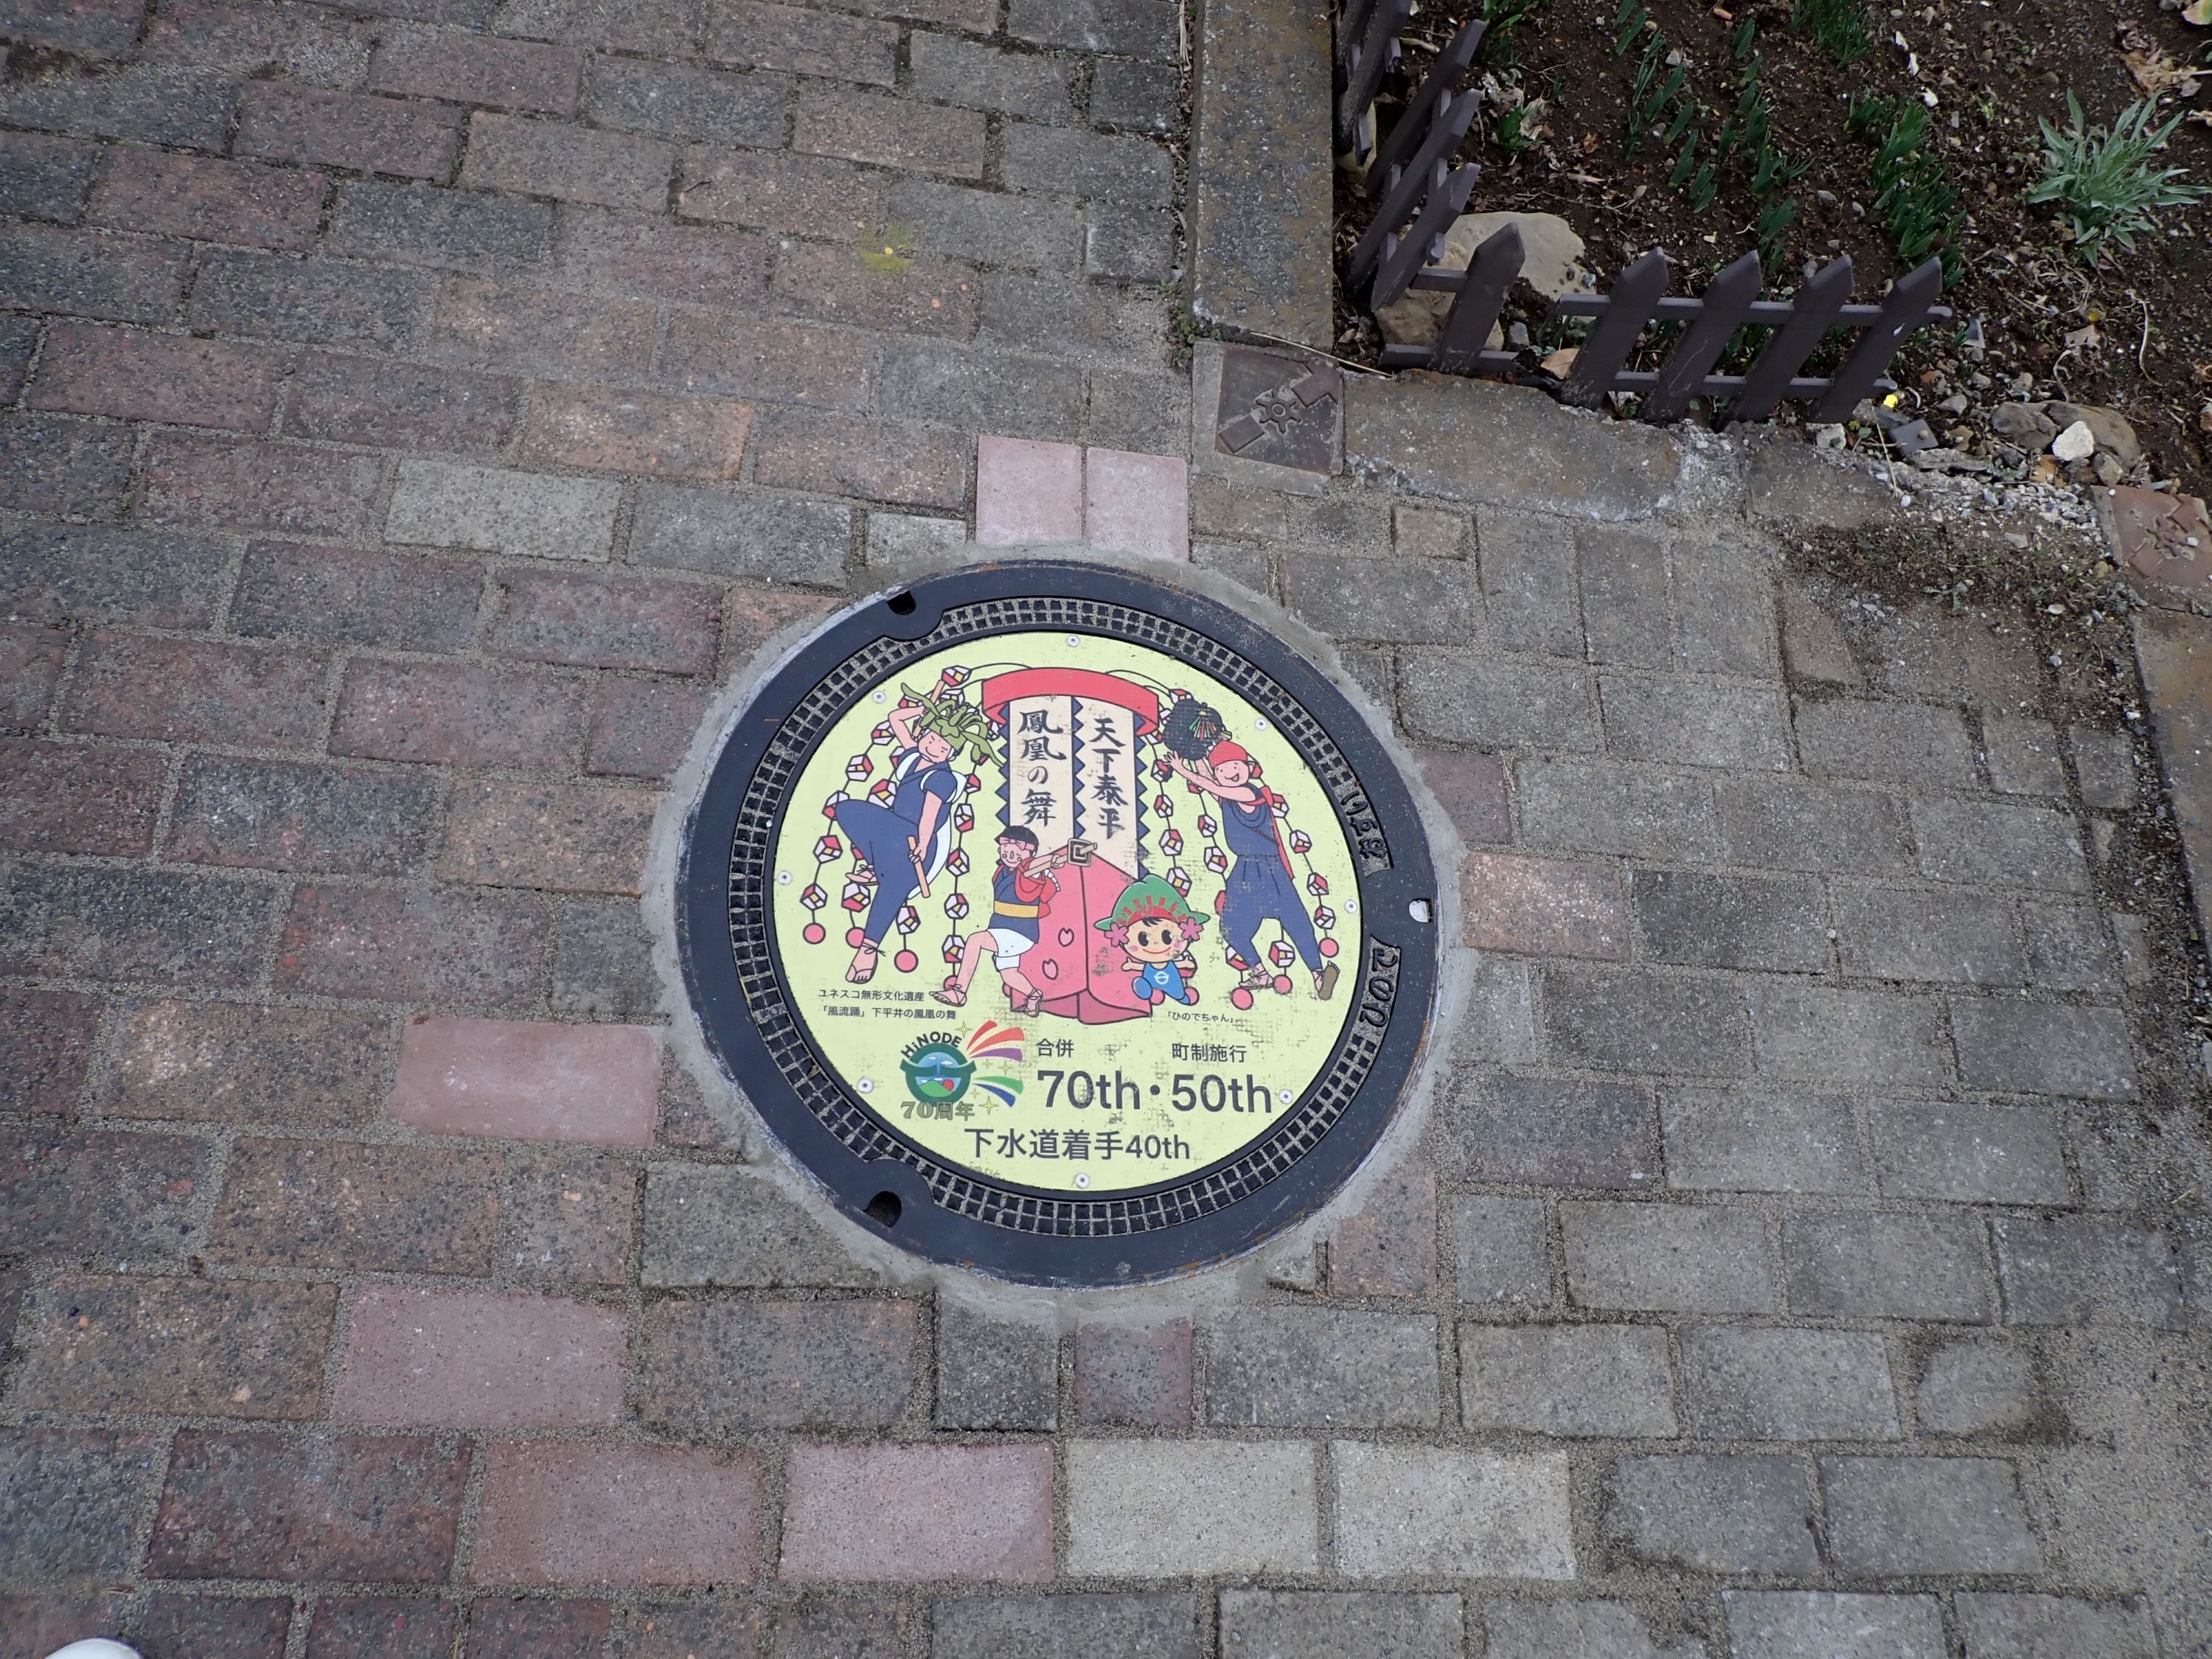 天下泰平
鳳凰の舞
ユネスコ無形文化遺産
「風流踊」下平井の鳳凰の舞
「ひのでちゃん」
HiNODE
70周年
合併 町制施行
70th・50th
下水道着手40th